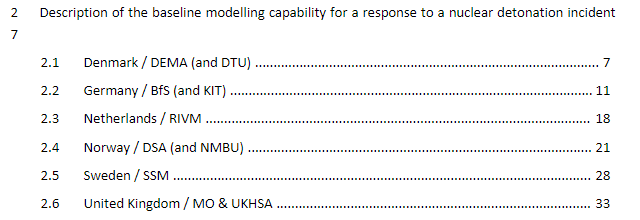 2 Description of the baseline modelling capability for a response to a nuclear detonation incident
7
2.1 Denmark / DEMA (and DTU) ........................................ 7
2.2 Germany / BfS (and KIT) ........................................ 11
2.3 Netherlands / RIVM ........................................ 18
2.4 Norway / DSA (and NMBU) ........................................ 21
2.5 Sweden / SSM ........................................ 28
2.6 United Kingdom / MO & UKHSA ........................................ 33